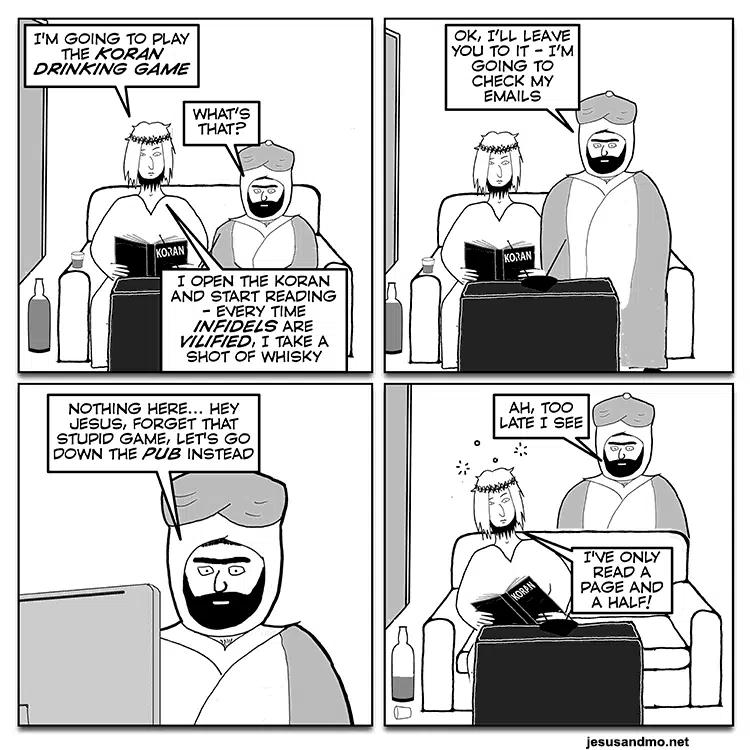 I'M GOING TO PLAY
THE KORAN
DRINKING GAME
WHAT'S
THAT?
KORAN
I OPEN THE KORAN
AND START READING
– EVERY TIME
INFIDELS ARE
VILIFIED, I TAKE A
SHOT OF WHISKY
OK, I'LL LEAVE
YOU TO IT – I'M
GOING TO
CHECK MY
EMAILS
KORAN
NOTHING HERE... HEY
JESUS, FORGET THAT
STUPID GAME, LET'S GO
DOWN THE PUB INSTEAD
AH, TOO
LATE I SEE
I'VE ONLY
READ A
PAGE AND
A HALF!
KORAN
jesusandmo.net